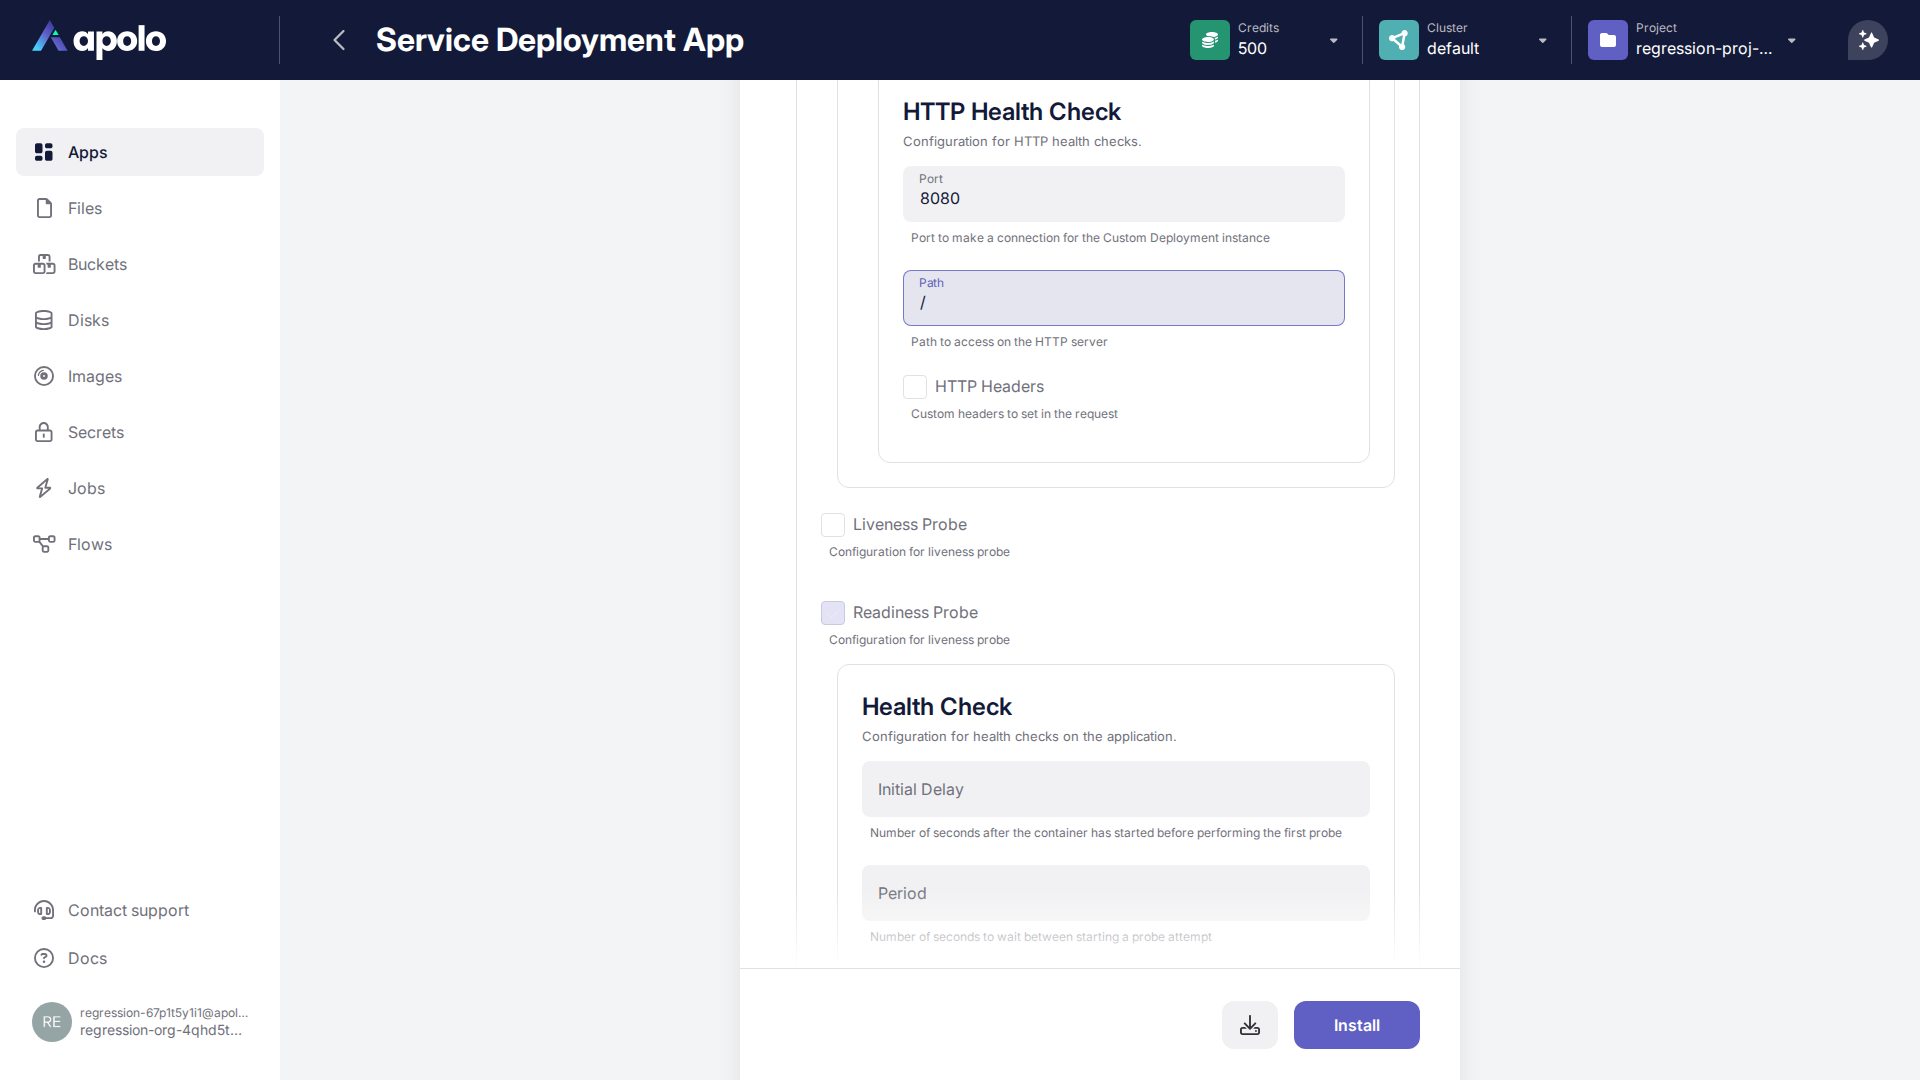 apolo
Service Deployment App
Credits
500
Cluster
default
Project
regression-proj-...
Apps
Files
Buckets
Disks
Images
Secrets
Jobs
Flows
Contact support
Docs
RE
regression-67p1t5y1i1@apol...
regression-org-4qhd5t...
HTTP Health Check
Configuration for HTTP health checks.
Port
8080
Port to make a connection for the Custom Deployment instance
Path
/
Path to access on the HTTP server
HTTP Headers
Custom headers to set in the request
Liveness Probe
Configuration for liveness probe
Readiness Probe
Configuration for liveness probe
Health Check
Configuration for health checks on the application.
Initial Delay
Number of seconds after the container has started before performing the first probe
Period
Number of seconds to wait between starting a probe attempt
Install